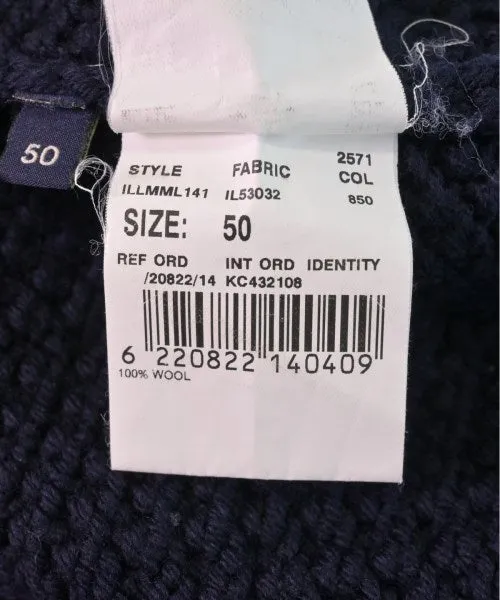 50
2571
STYLE FABRIC COL
ILLMML141 IL53032 850
SIZE: 50
REF ORD INT ORD IDENTITY
/20822/14 KC432108
6 220822 140409
100% WOOL